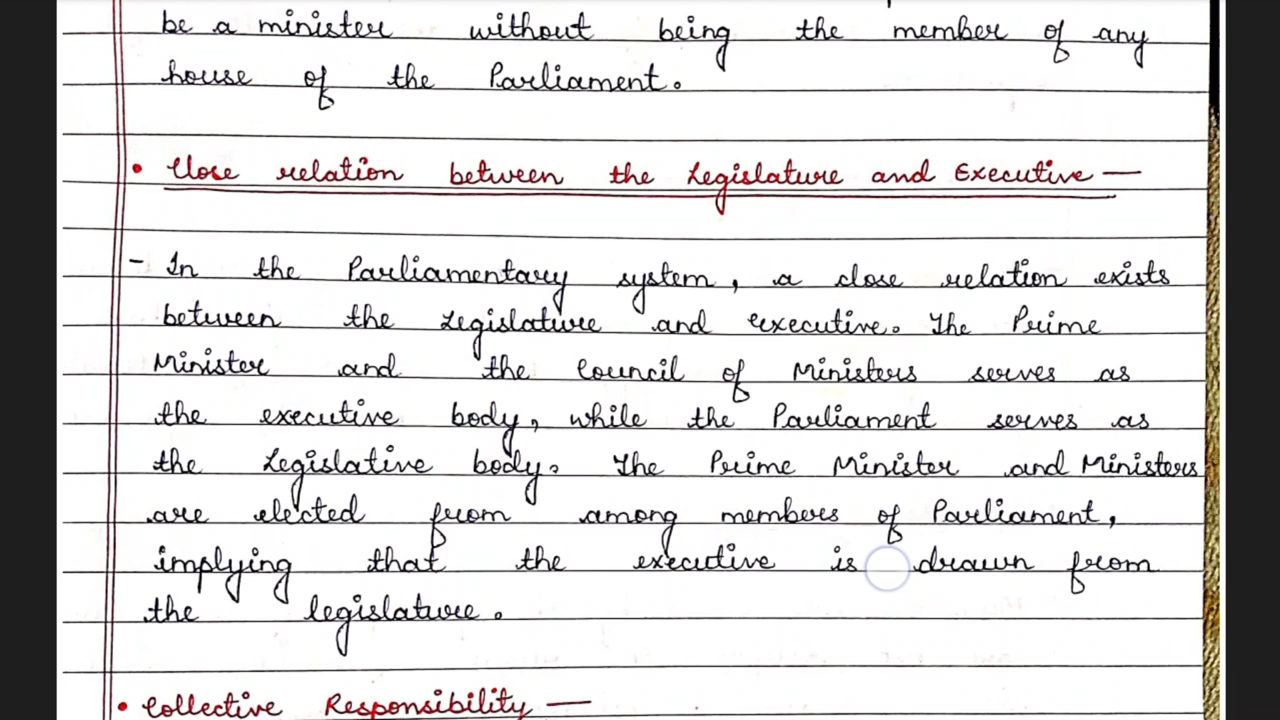 be a minister without being the member of any
house of the Parliament.
• Close relation between the Legislature and Executive —
- In the Parliamentary system, a close relation exists
between the Legislature and executive. The Prime
Minister and the Council of Ministers serves as
the executive body, while the Parliament serves as
the Legislative body. The Prime Minister and Ministers
are elected from among members of Parliament,
implying that the executive is drawn from
the legislature.
• Collective Responsibility —